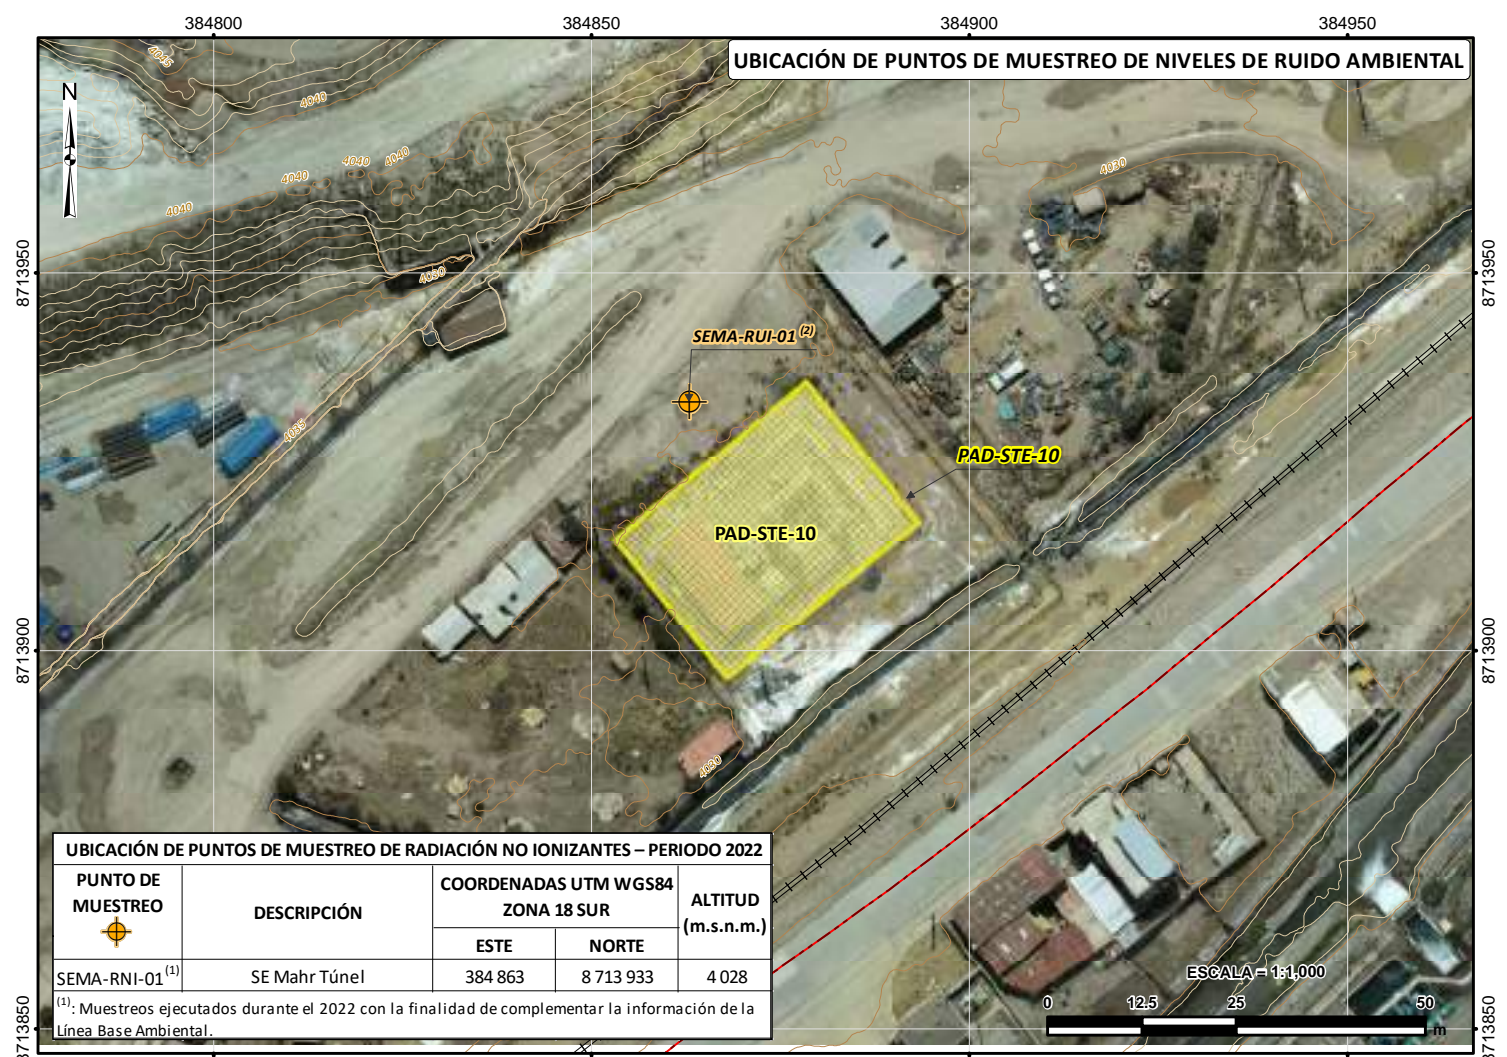 384800
384850
384900
384950
UBICACIÓN DE PUNTOS DE MUESTREO DE NIVELES DE RUIDO AMBIENTAL
N
4045
4040
4040
4040
4040
4040
4030
4030
8713950
8713950
SEMA-RUI-01 (2)
4035
PAD-STE-10
PAD-STE-10
8713900
8713900
4030
UBICACIÓN DE PUNTOS DE MUESTREO DE RADIACIÓN NO IONIZANTES – PERIODO 2022
PUNTO DE
MUESTREO
DESCRIPCIÓN
COORDENADAS UTM WGS84
ZONA 18 SUR
ALTITUD
(m.s.n.m.)
ESTE
NORTE
SEMA-RNI-01 (1)
SE Mahr Túnel
384 863
8 713 933
4 028
(1): Muestreos ejecutados durante el 2022 con la finalidad de complementar la información de la
Línea Base Ambiental.
ESCALA = 1:1,000
0
12.5
25
50
m
8713850
8713850